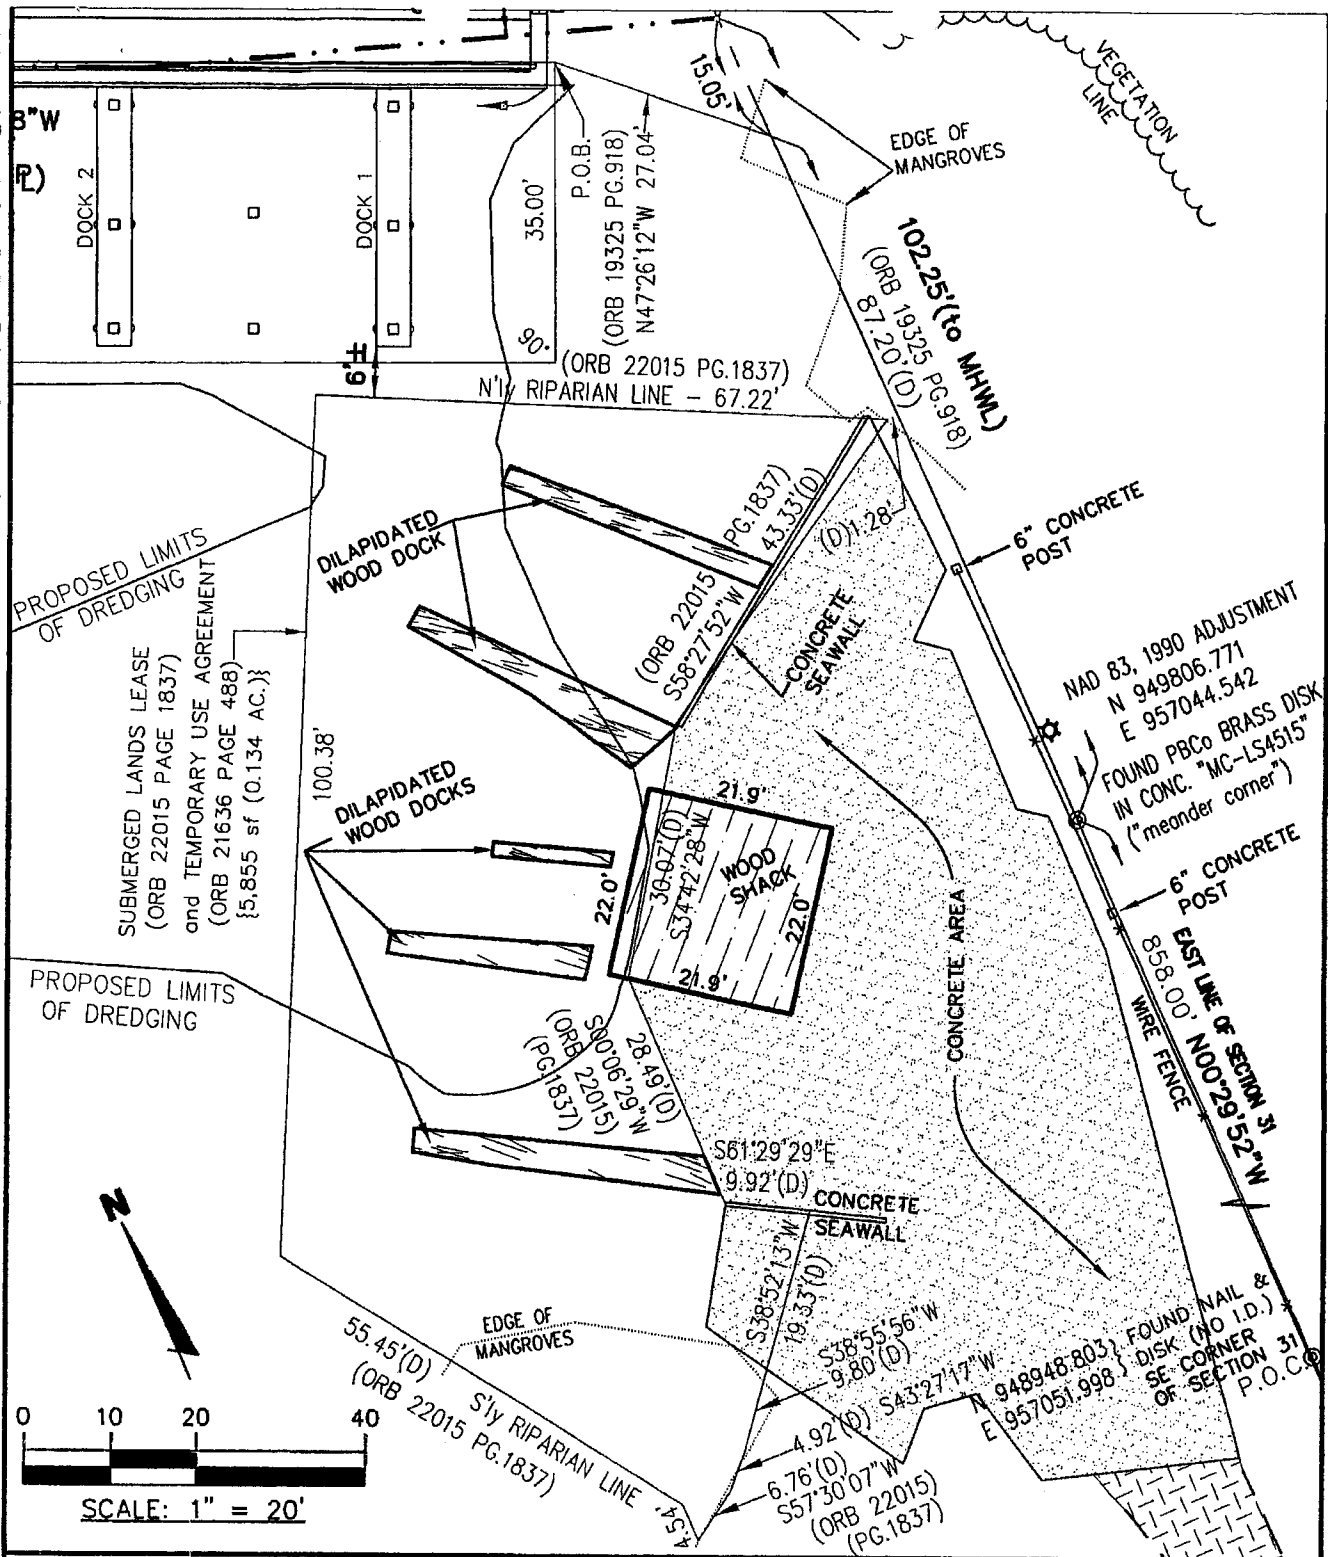 8"W
PL)
DOCK 2
DOCK 1
35.00'
90°
P.O.B.
(ORB 19325 PG.918)
N47°26'12"W 27.04'
15.05'
VEGETATION
LINE
EDGE OF
MANGROVES
102.25'(to MHWL)
(ORB 19325 PG.918)
87.20'(D)
6'±
(ORB 22015 PG.1837)
N'ly RIPARIAN LINE - 67.22'
PROPOSED LIMITS
OF DREDGING
DILAPIDATED
WOOD DOCK
PG.1837)
43.33'(D)
(ORB 22015
S58°27'52"W
(D)1.28'
CONCRETE
SEAWALL
6" CONCRETE
POST
NAD 83, 1990 ADJUSTMENT
N 949806.771
E 957044.542
FOUND PBCo BRASS DISK
IN CONC. "MC-LS4515"
("meander corner")
SUBMERGED LANDS LEASE
(ORB 22015 PAGE 1837)
and TEMPORARY USE AGREEMENT
(ORB 21636 PAGE 488)
{5,855 sf (0.134 AC.)}
100.38'
DILAPIDATED
WOOD DOCKS
21.9'
22.0'
30.07'(D)
S34°42'28"W
WOOD
SHACK
22.0'
21.9'
6" CONCRETE
POST
EAST LINE OF SECTION 31
858.00' N00°29'52"W
WIRE FENCE
CONCRETE AREA
PROPOSED LIMITS
OF DREDGING
28.49'(D)
S00°06'29"W
(ORB 22015)
(PG.1837)
S61°29'29"E
9.92'(D)
CONCRETE
SEAWALL
S38°52'13"W
19.33'(D)
N
EDGE OF
MANGROVES
55.45'(D)
S'ly RIPARIAN LINE
(ORB 22015 PG.1837)
4.54'
S38°55'56"W
9.80'(D)
4.92'(D) S43°27'17"W
6.76'(D)
S57°30'07"W
(ORB 22015)
(PG.1837)
N 948948.803} FOUND NAIL &
E 957051.998} DISK (NO I.D.)
SE CORNER
OF SECTION 31
P.O.C.
0 10 20 40
SCALE: 1" = 20'